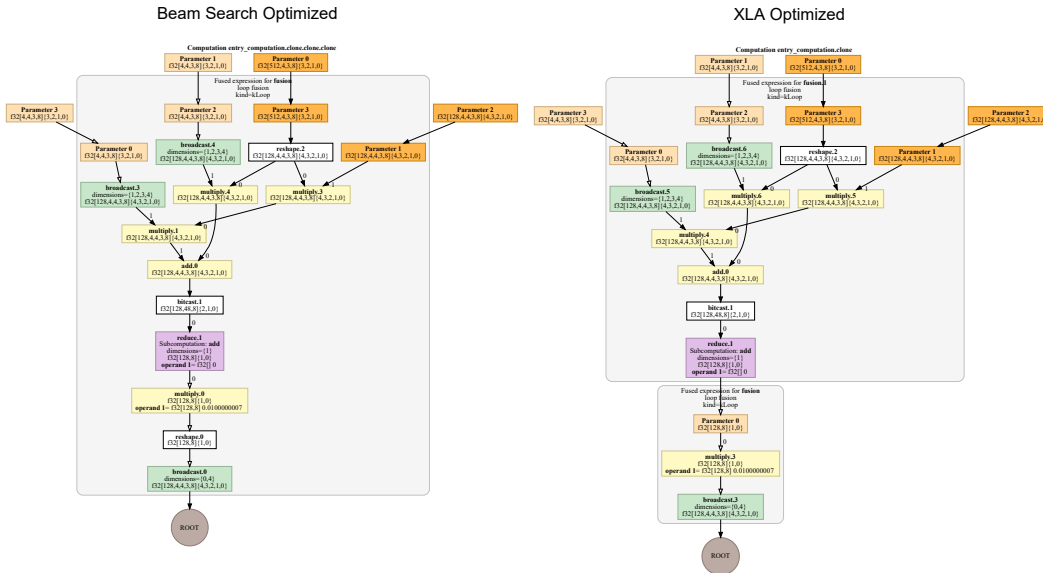 Beam Search Optimized
Computation entry_computation.clone.clone.clone
Parameter 1
f32[4,4,3,8]{3,2,1,0}
Parameter 0
f32[512,4,3,8]{3,2,1,0}
Fused expression for fusion
loop fusion
kind=kLoop
Parameter 3
f32[4,4,3,8]{3,2,1,0}
Parameter 2
f32[4,4,3,8]{3,2,1,0}
Parameter 3
f32[512,4,3,8]{3,2,1,0}
Parameter 2
f32[128,4,4,3,8]{4,3,2,1,0}
Parameter 0
f32[4,4,3,8]{3,2,1,0}
broadcast.4
dimensions={1,2,3,4}
f32[128,4,4,3,8]{4,3,2,1,0}
reshape.2
f32[128,4,4,3,8]{4,3,2,1,0}
Parameter 1
f32[128,4,4,3,8]{4,3,2,1,0}
broadcast.3
dimensions={1,2,3,4}
f32[128,4,4,3,8]{4,3,2,1,0}
1
0
0
1
multiply.4
f32[128,4,4,3,8]{4,3,2,1,0}
multiply.3
f32[128,4,4,3,8]{4,3,2,1,0}
1
0
multiply.1
f32[128,4,4,3,8]{4,3,2,1,0}
1
0
add.0
f32[128,4,4,3,8]{4,3,2,1,0}
0
bitcast.1
f32[128,48,8]{2,1,0}
0
reduce.1
Subcomputation: add
dimensions={1}
f32[128,8]{1,0}
operand 1= f32[] 0
0
multiply.0
f32[128,8]{1,0}
operand 1= f32[128,8] 0.0100000007
reshape.0
f32[128,8]{1,0}
broadcast.0
dimensions={0,4}
f32[128,4,4,3,8]{4,3,2,1,0}
ROOT
XLA Optimized
Computation entry_computation.clone
Parameter 1
f32[4,4,3,8]{3,2,1,0}
Parameter 0
f32[512,4,3,8]{3,2,1,0}
Fused expression for fusion.1
loop fusion
kind=kLoop
Parameter 3
f32[4,4,3,8]{3,2,1,0}
Parameter 2
f32[4,4,3,8]{3,2,1,0}
Parameter 3
f32[512,4,3,8]{3,2,1,0}
Parameter 2
f32[128,4,4,3,8]{4,3,2,1,0}
Parameter 0
f32[4,4,3,8]{3,2,1,0}
broadcast.6
dimensions={1,2,3,4}
f32[128,4,4,3,8]{4,3,2,1,0}
reshape.2
f32[128,4,4,3,8]{4,3,2,1,0}
Parameter 1
f32[128,4,4,3,8]{4,3,2,1,0}
broadcast.5
dimensions={1,2,3,4}
f32[128,4,4,3,8]{4,3,2,1,0}
1
0
0
1
multiply.6
f32[128,4,4,3,8]{4,3,2,1,0}
multiply.5
f32[128,4,4,3,8]{4,3,2,1,0}
1
0
multiply.4
f32[128,4,4,3,8]{4,3,2,1,0}
1
0
add.0
f32[128,4,4,3,8]{4,3,2,1,0}
bitcast.1
f32[128,48,8]{2,1,0}
0
reduce.1
Subcomputation: add
dimensions={1}
f32[128,8]{1,0}
operand 1= f32[] 0
Fused expression for fusion
loop fusion
kind=kLoop
Parameter 0
f32[128,8]{1,0}
0
multiply.3
f32[128,8]{1,0}
operand 1= f32[128,8] 0.0100000007
broadcast.3
dimensions={0,4}
f32[128,4,4,3,8]{4,3,2,1,0}
ROOT